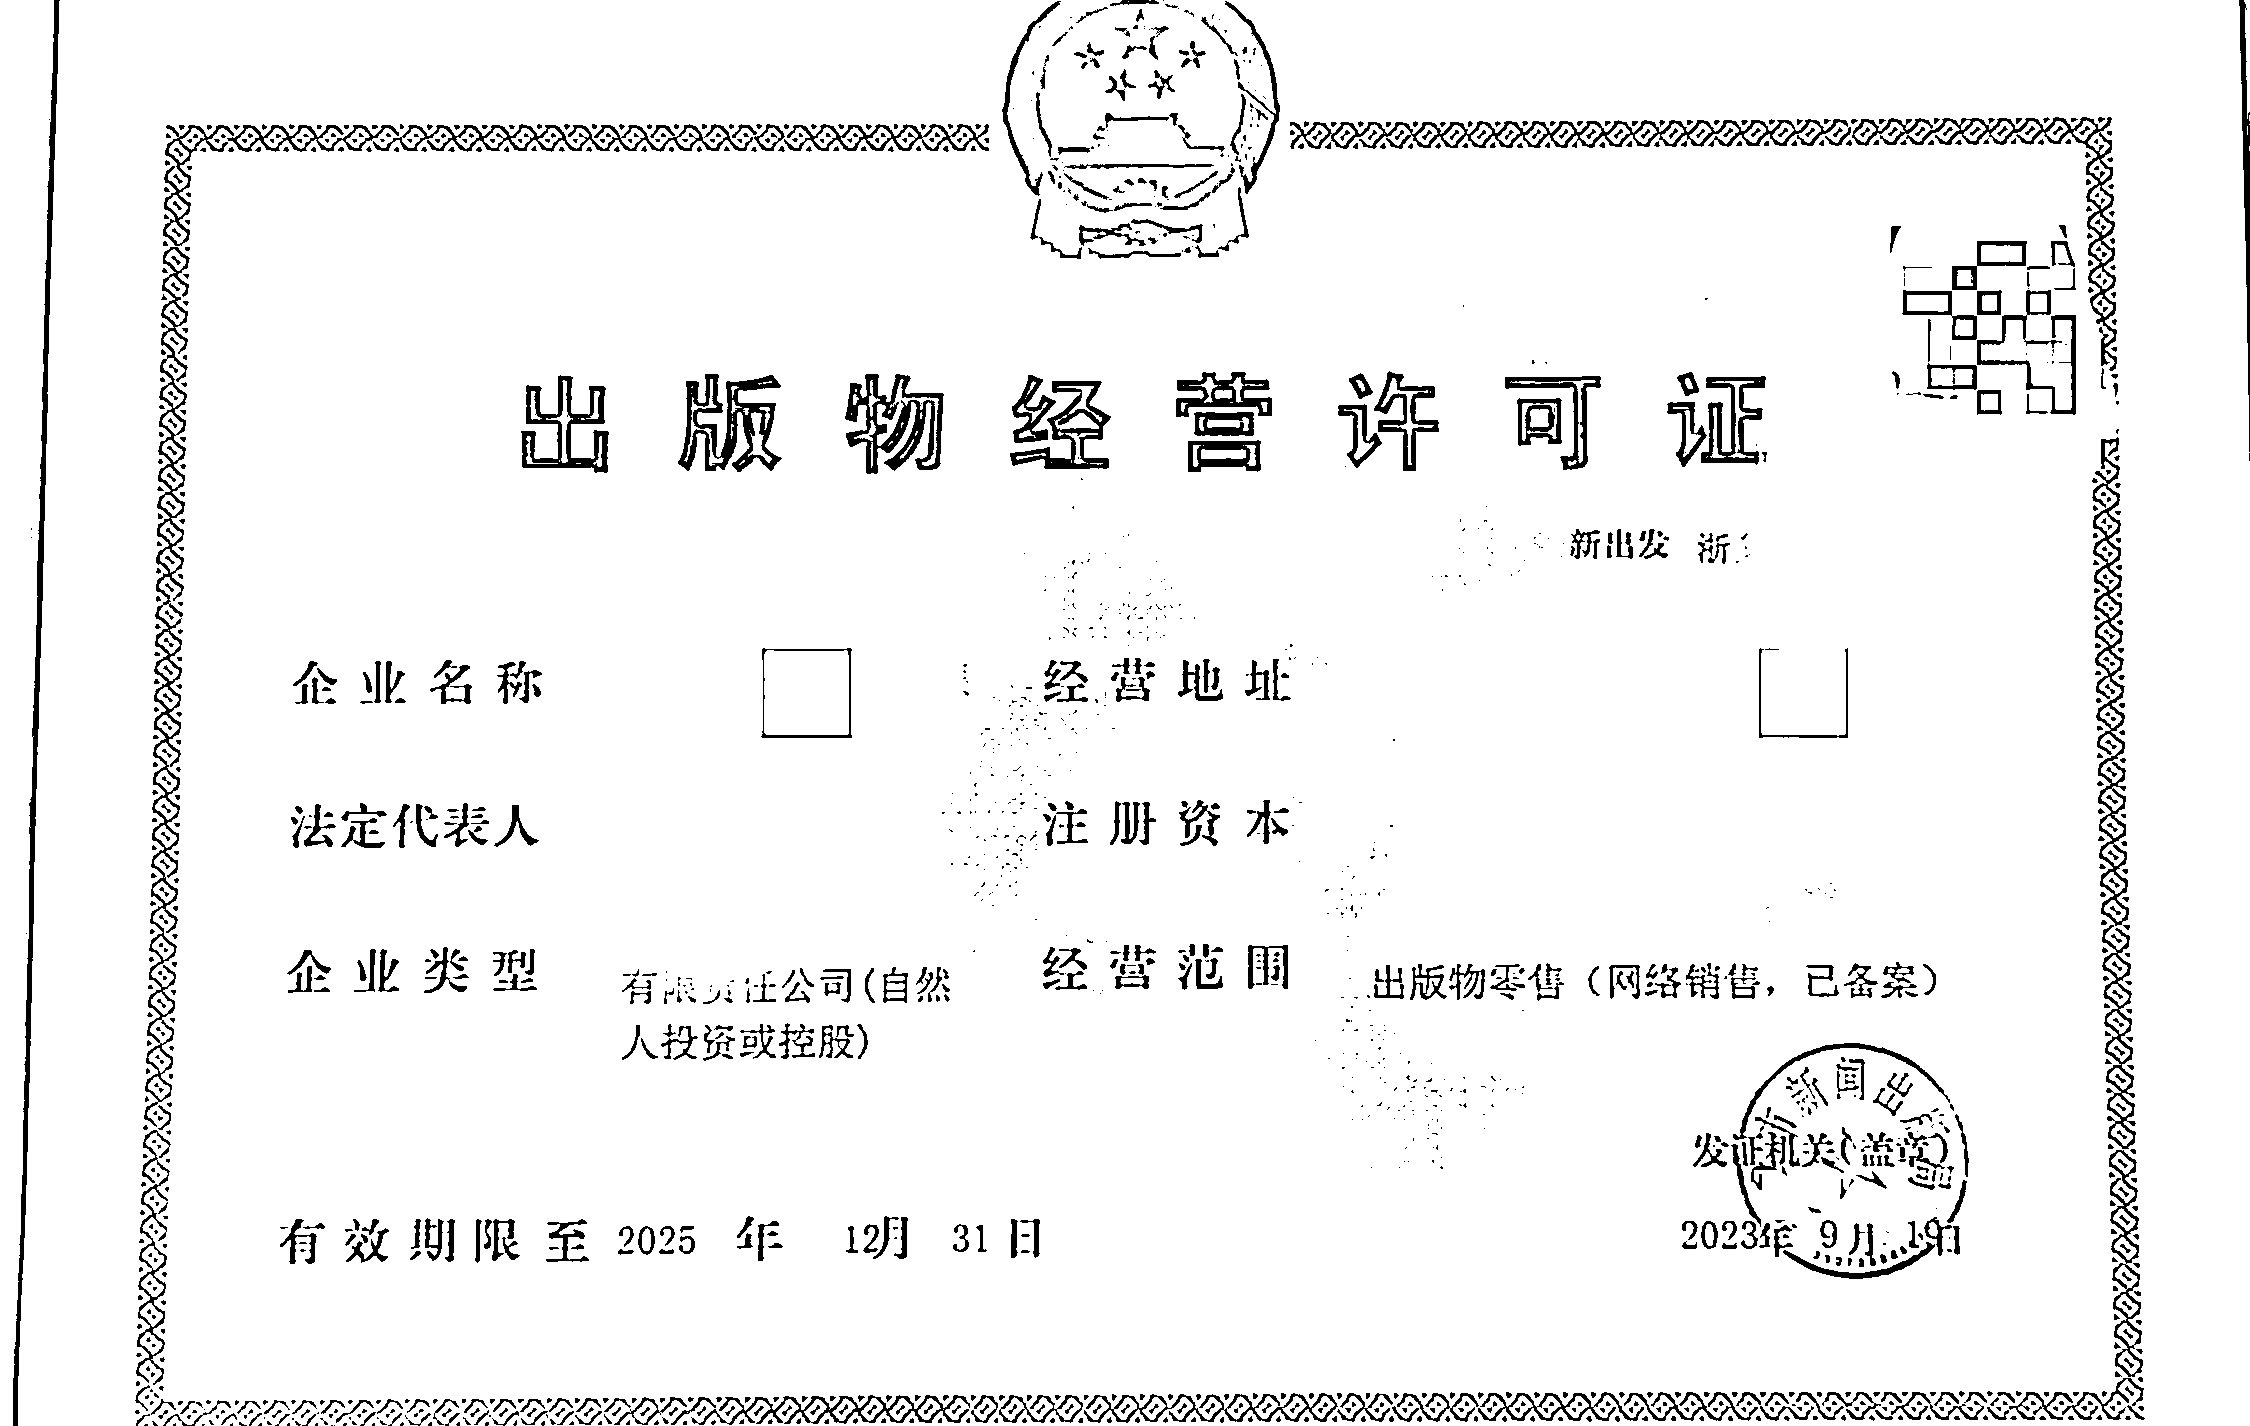 出版物经营许可证
新出发 浙
企业名称 经营地址
法定代表人 注册资本
企业类型 有限责任公司(自然人投资或控股) 经营范围 出版物零售（网络销售，已备案）
新闻出版
发证机关(盖章)
有效期限至 2025 年 12月 31日 2023年 9月 19日